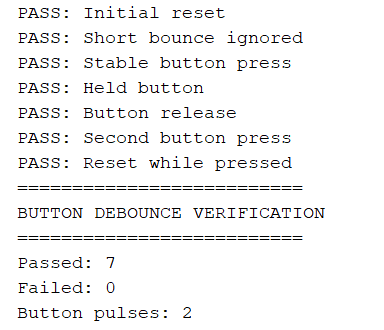 PASS: Initial reset
PASS: Short bounce ignored
PASS: Stable button press
PASS: Held button
PASS: Button release
PASS: Second button press
PASS: Reset while pressed
==========================
BUTTON DEBOUNCE VERIFICATION
==========================
Passed: 7
Failed: 0
Button pulses: 2